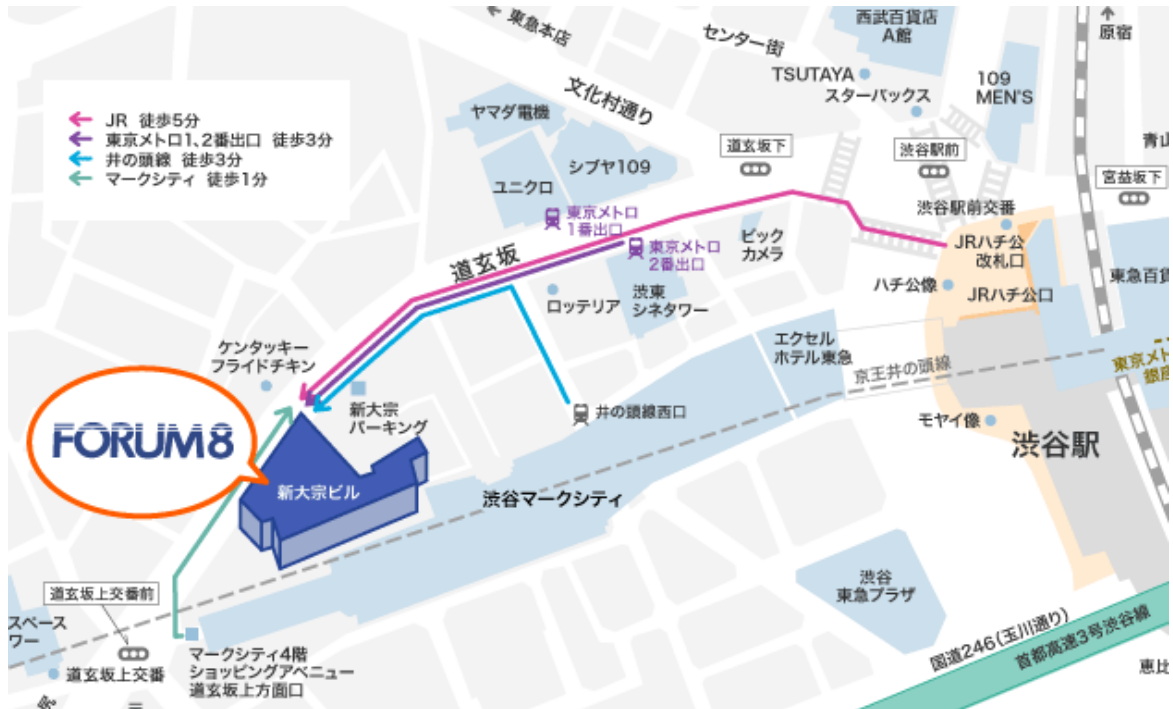 東急本店
センター街
西武百貨店
A館
原宿
TSUTAYA
スターバックス
109
MEN'S
文化村通り
ヤマダ電機
JR 徒歩5分
東京メトロ1、2番出口 徒歩3分
井の頭線 徒歩3分
マークシティ 徒歩1分
道玄坂下
渋谷駅前
青山
宮益坂下
シブヤ109
ユニクロ
東京メトロ
1番出口
東京メトロ
2番出口
ビック
カメラ
渋谷駅前交番
JRハチ公
改札口
ハチ公像
JRハチ公口
東急百貨
道玄坂
ロッテリア
渋東
シネタワー
エクセル
ホテル東急
京王井の頭線
東京メト
銀座
ケンタッキー
フライドチキン
新大宗
パーキング
井の頭線西口
モヤイ像
渋谷駅
FORUM8
新大宗ビル
渋谷マークシティ
道玄坂上交番前
スペース
ワー
道玄坂上交番
マークシティ4階
ショッピングアベニュー
道玄坂上方面口
渋谷
東急プラザ
国道246(玉川通り)
首都高速3号渋谷線
恵比